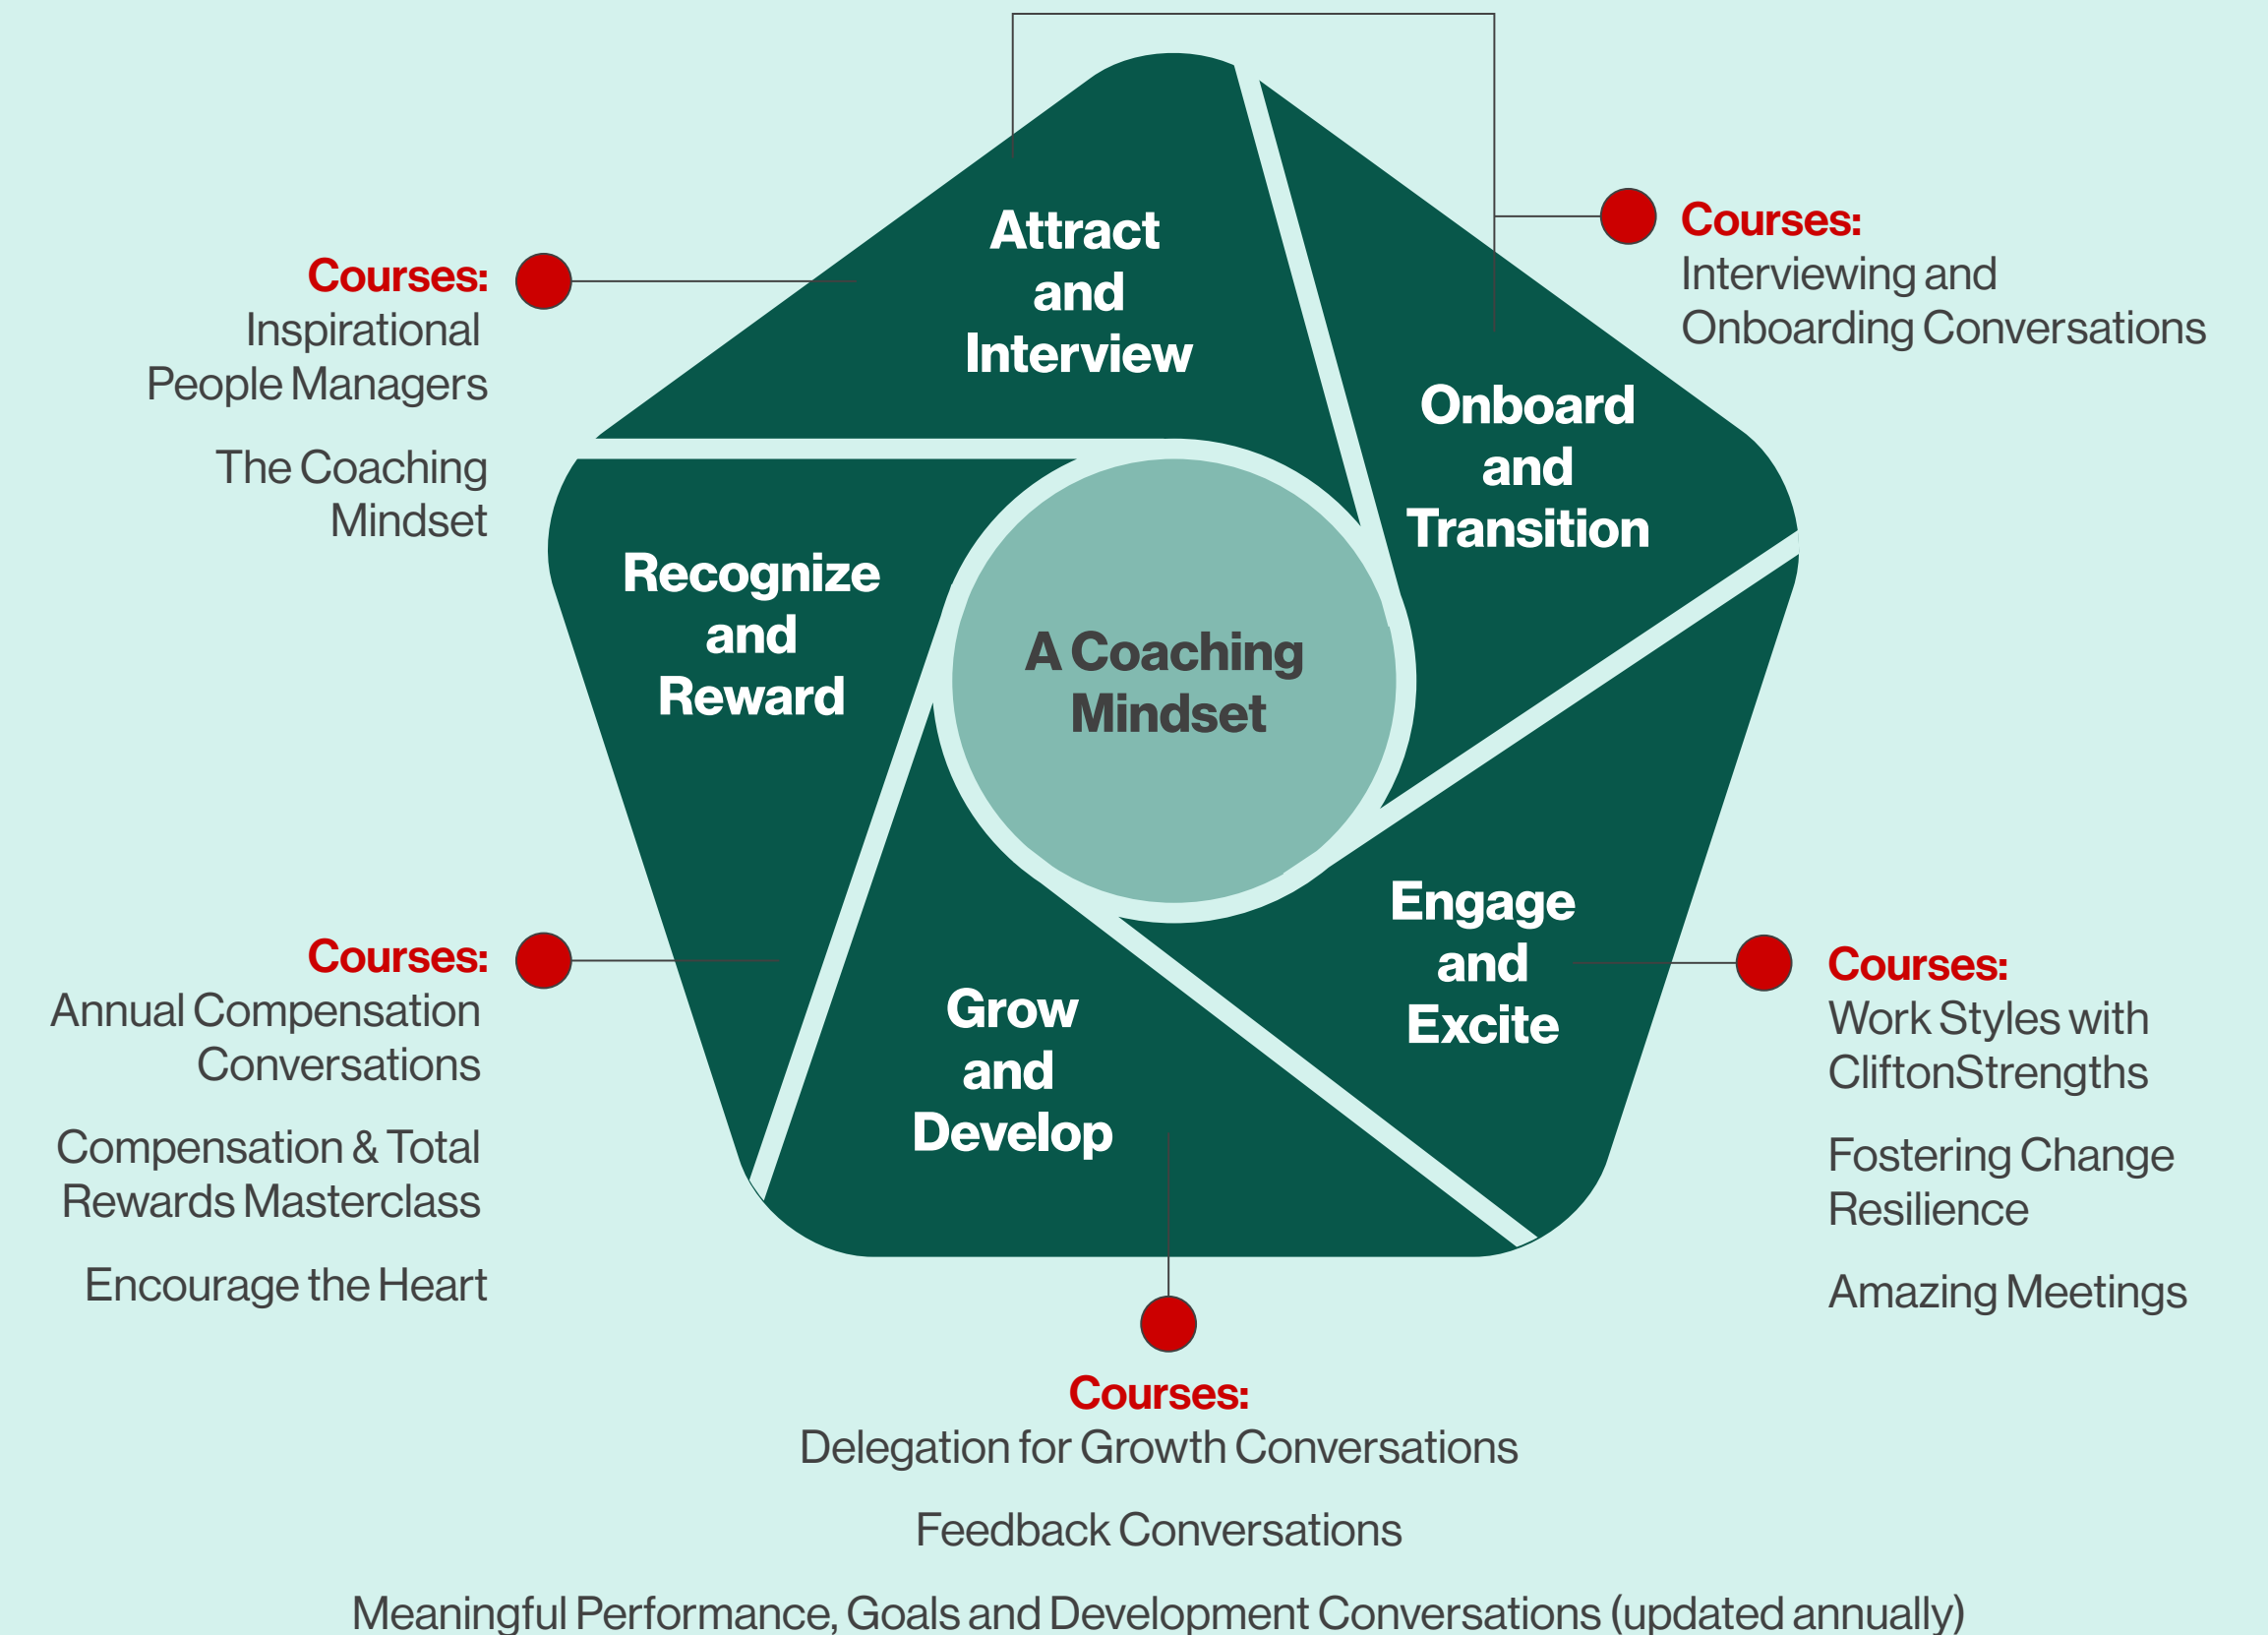 Attract
and
Interview
Courses:
Interviewing and
Onboarding Conversations
Courses:
Inspirational
People Managers
The Coaching
Mindset
Onboard
and
Transition
Recognize
and
Reward
A Coaching
Mindset
Engage
and
Excite
Courses:
Work Styles with
CliftonStrengths
Fostering Change
Resilience
Amazing Meetings
Courses:
Annual Compensation
Conversations
Compensation & Total
Rewards Masterclass
Encourage the Heart
Grow
and
Develop
Courses:
Delegation for Growth Conversations
Feedback Conversations
Meaningful Performance, Goals and Development Conversations (updated annually)